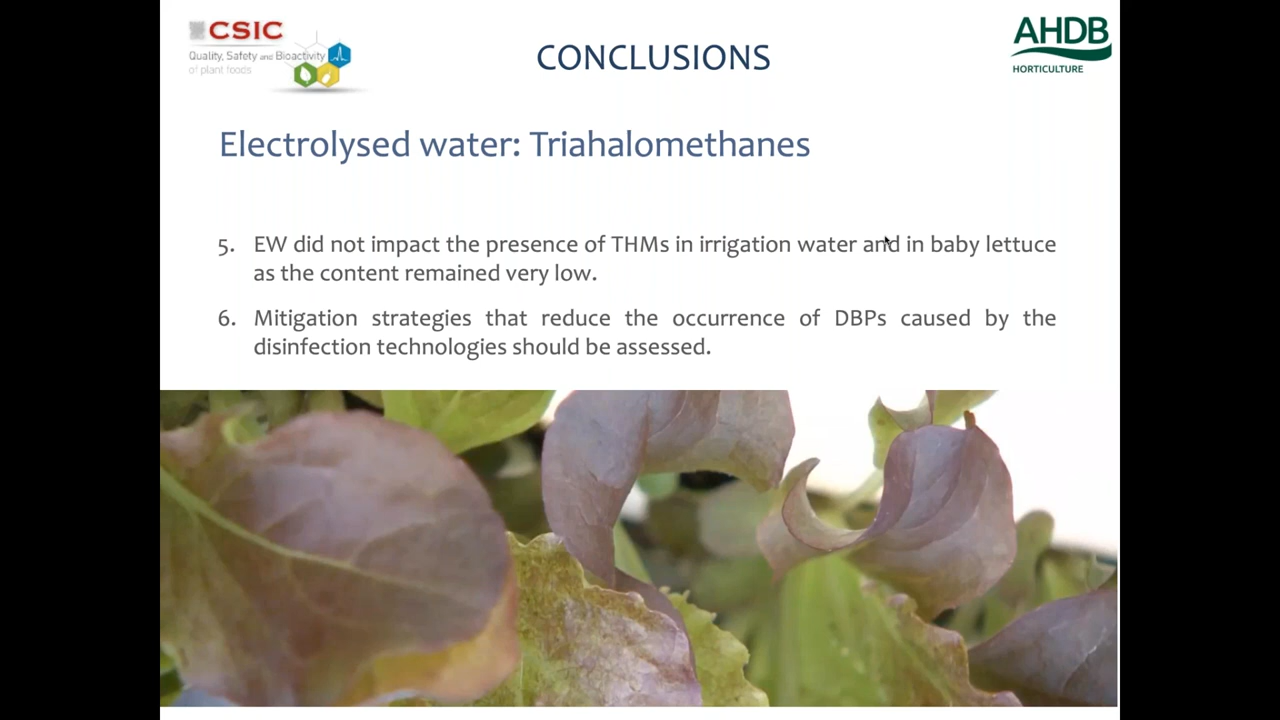 CSIC
Quality, Safety and Bioactivity
of plant foods
CONCLUSIONS
AHDB
HORTICULTURE
Electrolysed water: Triahalomethanes
5. EW did not impact the presence of THMs in irrigation water and in baby lettuce
as the content remained very low.
6. Mitigation strategies that reduce the occurrence of DBPs caused by the
disinfection technologies should be assessed.